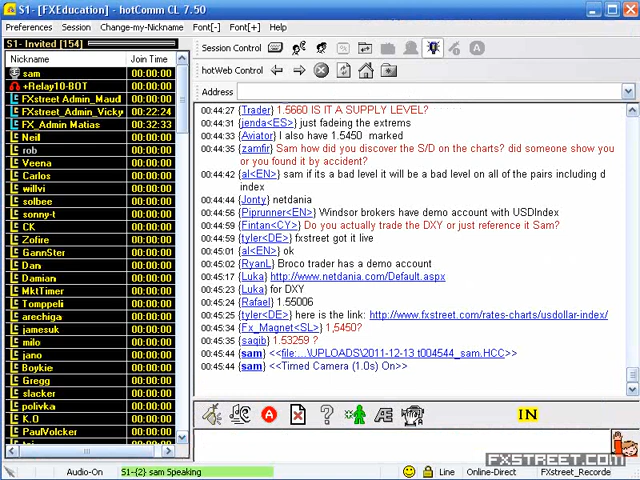 S1- [FXEducation] - hotComm CL 7.50
Preferences Session Change-my-Nickname Font[-] Font[+] Help
S1- Invited [154]
Nickname Join Time
sam 00:00:00
+Relay10-BOT 00:00:00
FXstreet Admin_Maud 00:00:00
FXstreet_Admin_Vicky 00:22:24
FX_Admin Matias 00:32:33
Neil 00:00:00
rob 00:00:00
Veena 00:00:00
Carlos 00:00:00
willvi 00:00:00
solbee 00:00:00
sonny-t 00:00:00
CK 00:00:00
Zofire 00:00:00
GannSter 00:00:00
Dan 00:00:00
Damian 00:00:00
MktTimer 00:00:00
Tomppeli 00:00:00
arechiga 00:00:00
jamesuk 00:00:00
milo 00:00:00
jano 00:00:00
Boykie 00:00:00
Gregg 00:00:00
slacker 00:00:00
polivka 00:00:00
K.O 00:00:00
PaulVolcker 00:00:00
Session Control
hotWeb Control
Address
00:44:27 {Trader} 1.5660 IS IT A SUPPLY LEVEL?
00:44:31 {jenda<ES>} just fadeing the extrems
00:44:33 {Aviator} I also have 1.5450 marked
00:44:35 {zamfir} Sam how did you discover the S/D on the charts? did someone show you
or you found it by accident?
00:44:42 {al<EN>} sam if its a bad level it will be a bad level on all of the pairs including d
index
00:44:44 {Jonty} netdania
00:44:56 {Piprunner<EN>} Windsor brokers have demo account with USDIndex
00:44:59 {Fintan<CY>} Do you actually trade the DXY or just reference it Sam?
00:44:59 {tyler<DE>} fxstreet got it live
00:45:01 {al<EN>} ok
00:45:02 {RyanL} Broco trader has a demo account
00:45:17 {Luka} http://www.netdania.com/Default.aspx
00:45:23 {Luka} for DXY
00:45:24 {Rafael} 1.55006
00:45:25 {tyler<DE>} here is the link: http://www.fxstreet.com/rates-charts/usdollar-index/
00:45:34 {Fx_Magnet<SL>} 1,5450?
00:45:35 {saqib} 1.53259 ?
00:45:44 {sam} <<file:...\UPLOADS\2011-12-13 t004544_sam.HCC>>
00:45:44 {sam} <<Timed Camera (1.0s) On>>
IN
FXSTREET.COM
Audio-On S1-{2} sam Speaking Line Online-Direct FXstreet_Recorde